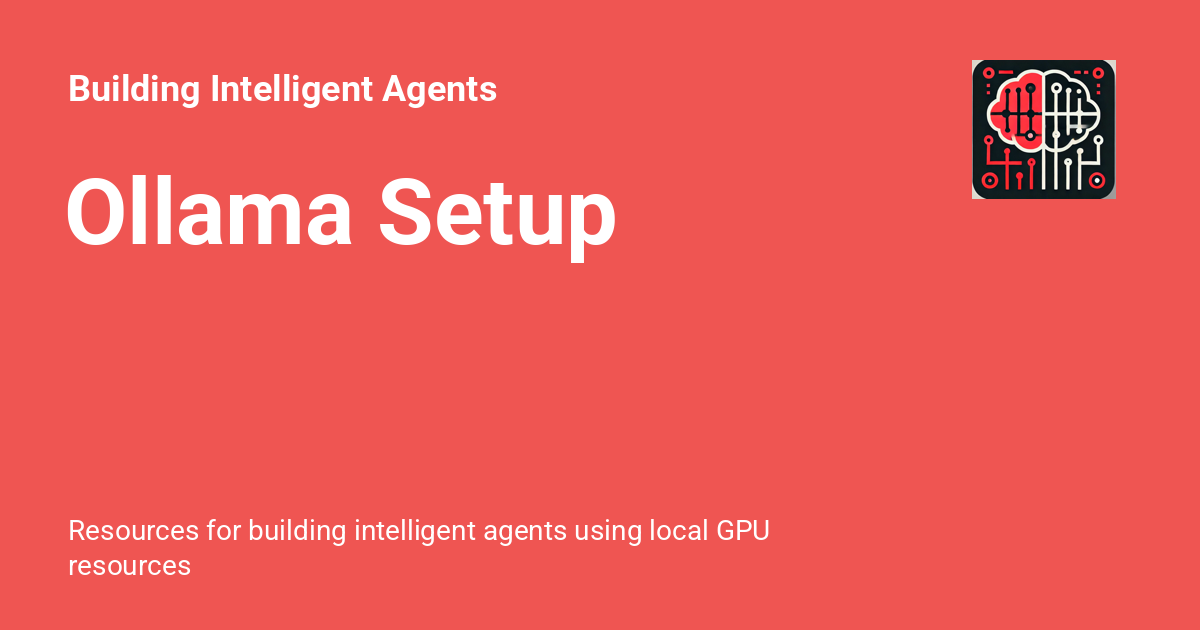 Building Intelligent Agents
Ollama Setup
Resources for building intelligent agents using local GPU
resources